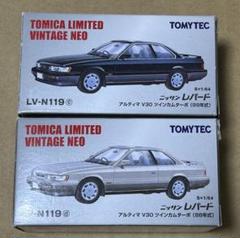 TOMICA LIMITED
VINTAGE NEO
TOMYTEC
LV-N119 c
S=1/64
ニッサン レパード
アルティマ V30 ツインカムターボ (88年式)
TOMICA LIMITED
VINTAGE NEO
TOMYTEC
LV-N119 d
S=1/64
ニッサン レパード
アルティマ V30 ツインカムターボ (88年式)